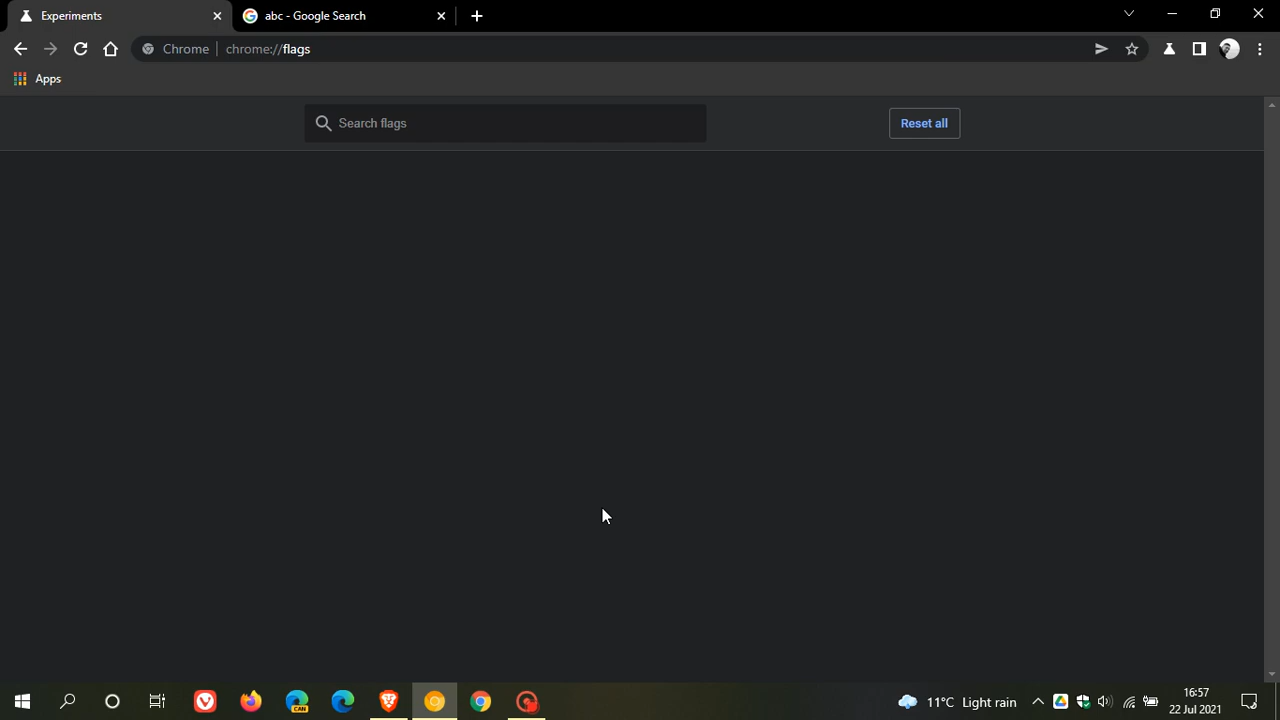 Experiments
abc - Google Search
Chrome
chrome://flags
Apps
Search flags
Reset all
CAN
11°C Light rain
16:57
22 Jul 2021